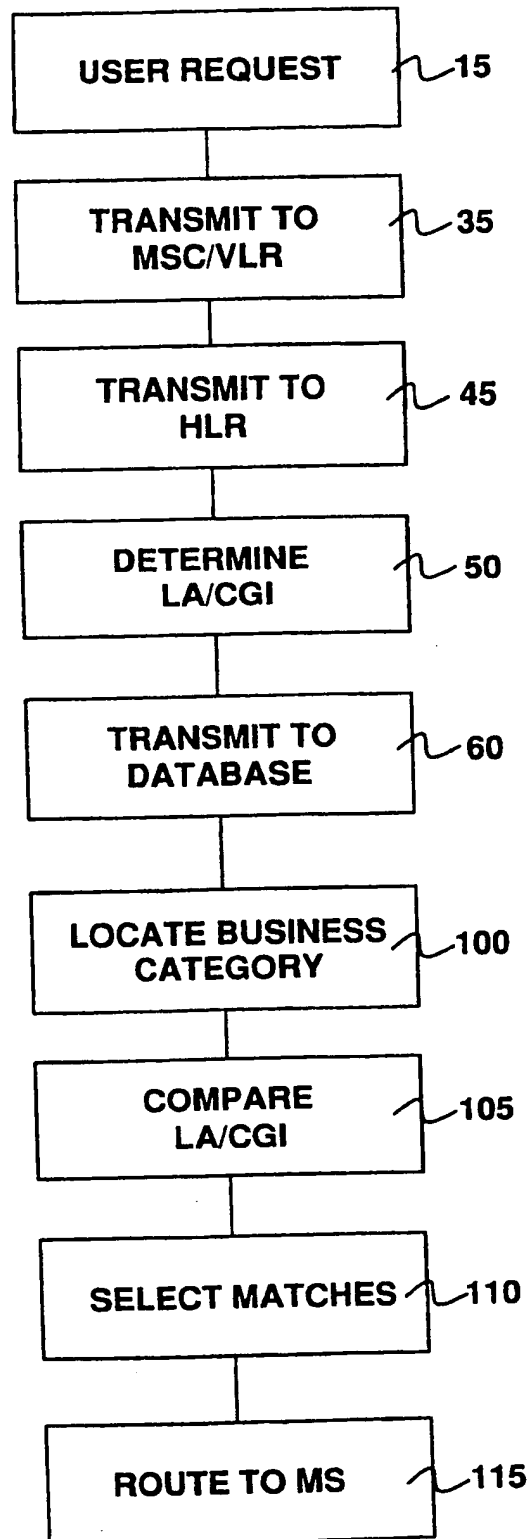 USER REQUEST
15
TRANSMIT TO
MSC/VLR
35
TRANSMIT TO
HLR
45
DETERMINE
LA/CGI
50
TRANSMIT TO
DATABASE
60
LOCATE BUSINESS
CATEGORY
100
COMPARE
LA/CGI
105
SELECT MATCHES
110
ROUTE TO MS
115